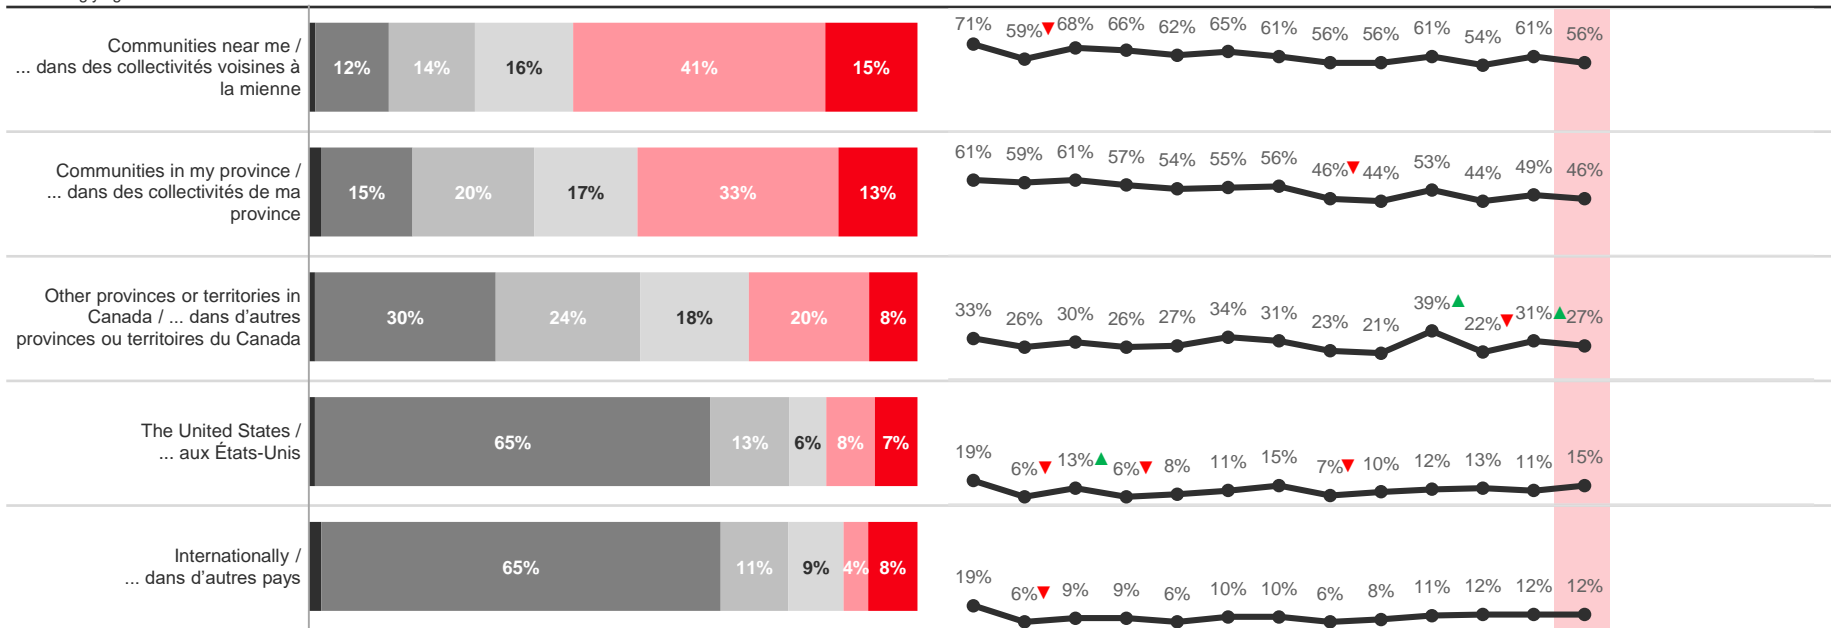 Communities near me /
... dans des collectivités voisines à
la mienne
12% 14% 16% 41% 15%
71% 59%▼ 68% 66% 62% 65% 61% 56% 56% 61% 54% 61% 56%
Communities in my province /
... dans des collectivités de ma
province
15% 20% 17% 33% 13%
61% 59% 61% 57% 54% 55% 56% 46%▼ 44% 53% 44% 49% 46%
Other provinces or territories in
Canada / ... dans d'autres
provinces ou territoires du Canada
30% 24% 18% 20% 8%
33% 26% 30% 26% 27% 34% 31% 23% 21% 39%▲ 22%▼ 31%▲ 27%
The United States /
... aux États-Unis
65% 13% 6% 8% 7%
19% 6%▼ 13%▲ 6%▼ 8% 11% 15% 7%▼ 10% 12% 13% 11% 15%
Internationally /
... dans d'autres pays
65% 11% 9% 4% 8%
19% 6%▼ 9% 9% 6% 10% 10% 6% 8% 11% 12% 12% 12%